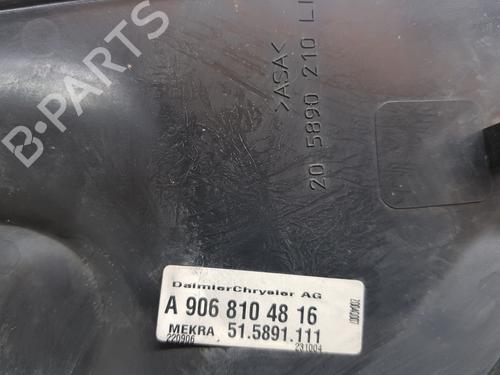 B-PARTS
>ASA<
20 5890 210 LI
DaimlerChrysler AG
A 906 810 48 16
MEKRA 51.5891.111
220906 231004